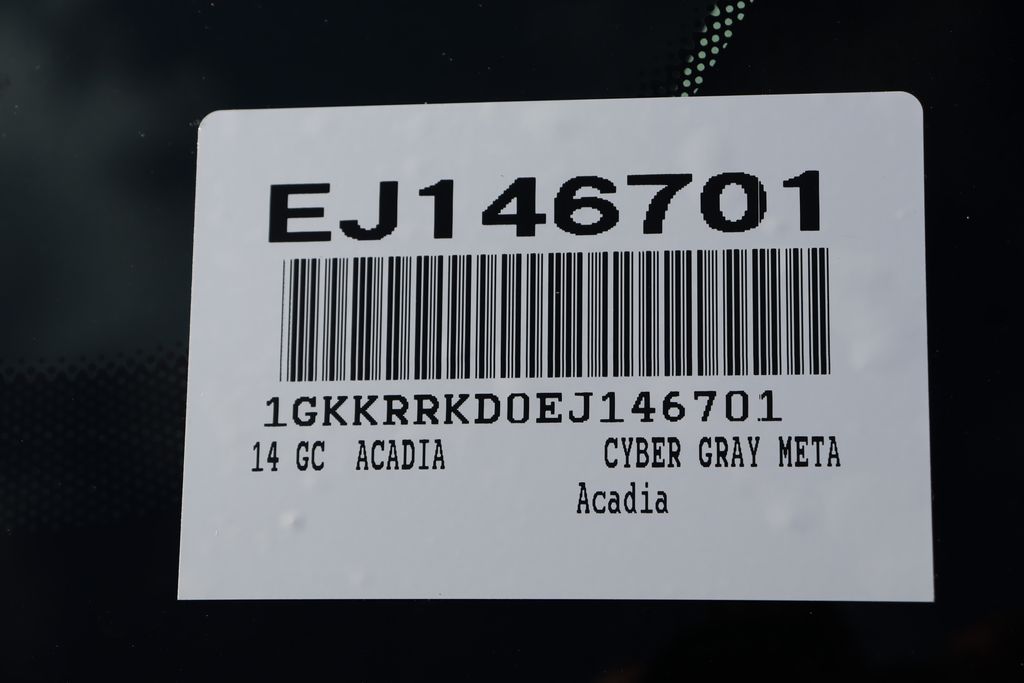 EJ146701
1GKKRRKD0EJ146701
14 GC ACADIA CYBER GRAY META
Acadia